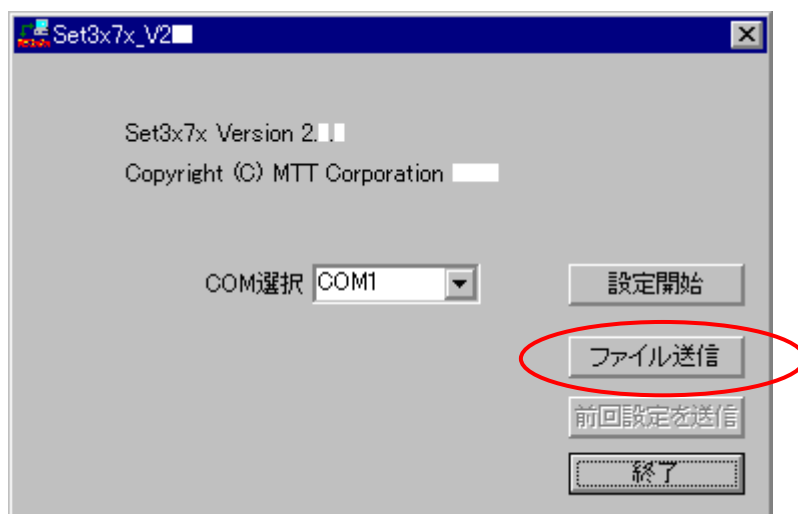 Set3x7x_V2
Set3x7x Version 2. .
Copyright (C) MTT Corporation
COM選択 COM1
設定開始
ファイル送信
前回設定を送信
終了